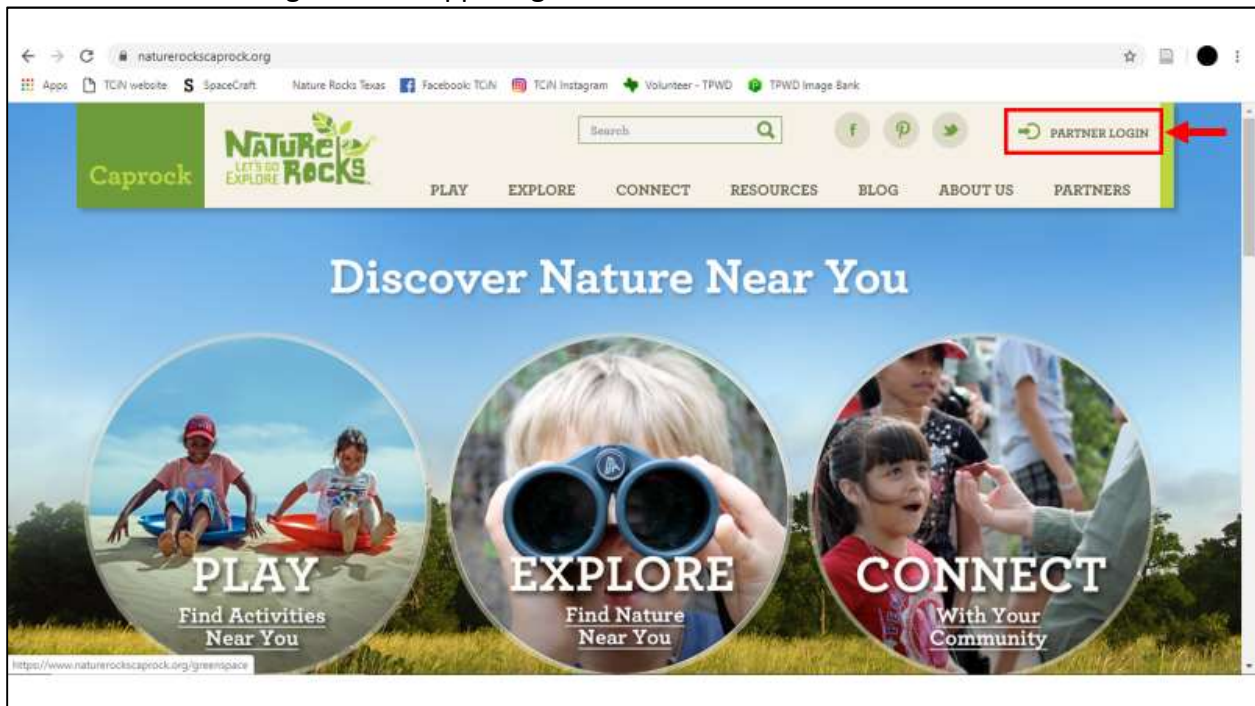 naturerockscaprock.org
Apps TCiN website S SpaceCraft Nature Rocks Texas Facebook: TCiN TCiN Instagram Volunteer - TPWD TPWD Image Bank
Caprock
NATURE
LET'S GO
EXPLORE ROCKS
Search
f
PARTNER LOGIN
PLAY EXPLORE CONNECT RESOURCES BLOG ABOUT US PARTNERS
Discover Nature Near You
PLAY
Find Activities
Near You
EXPLORE
Find Nature
Near You
CONNECT
With Your
Community
https://www.naturerockscaprock.org/greenspace